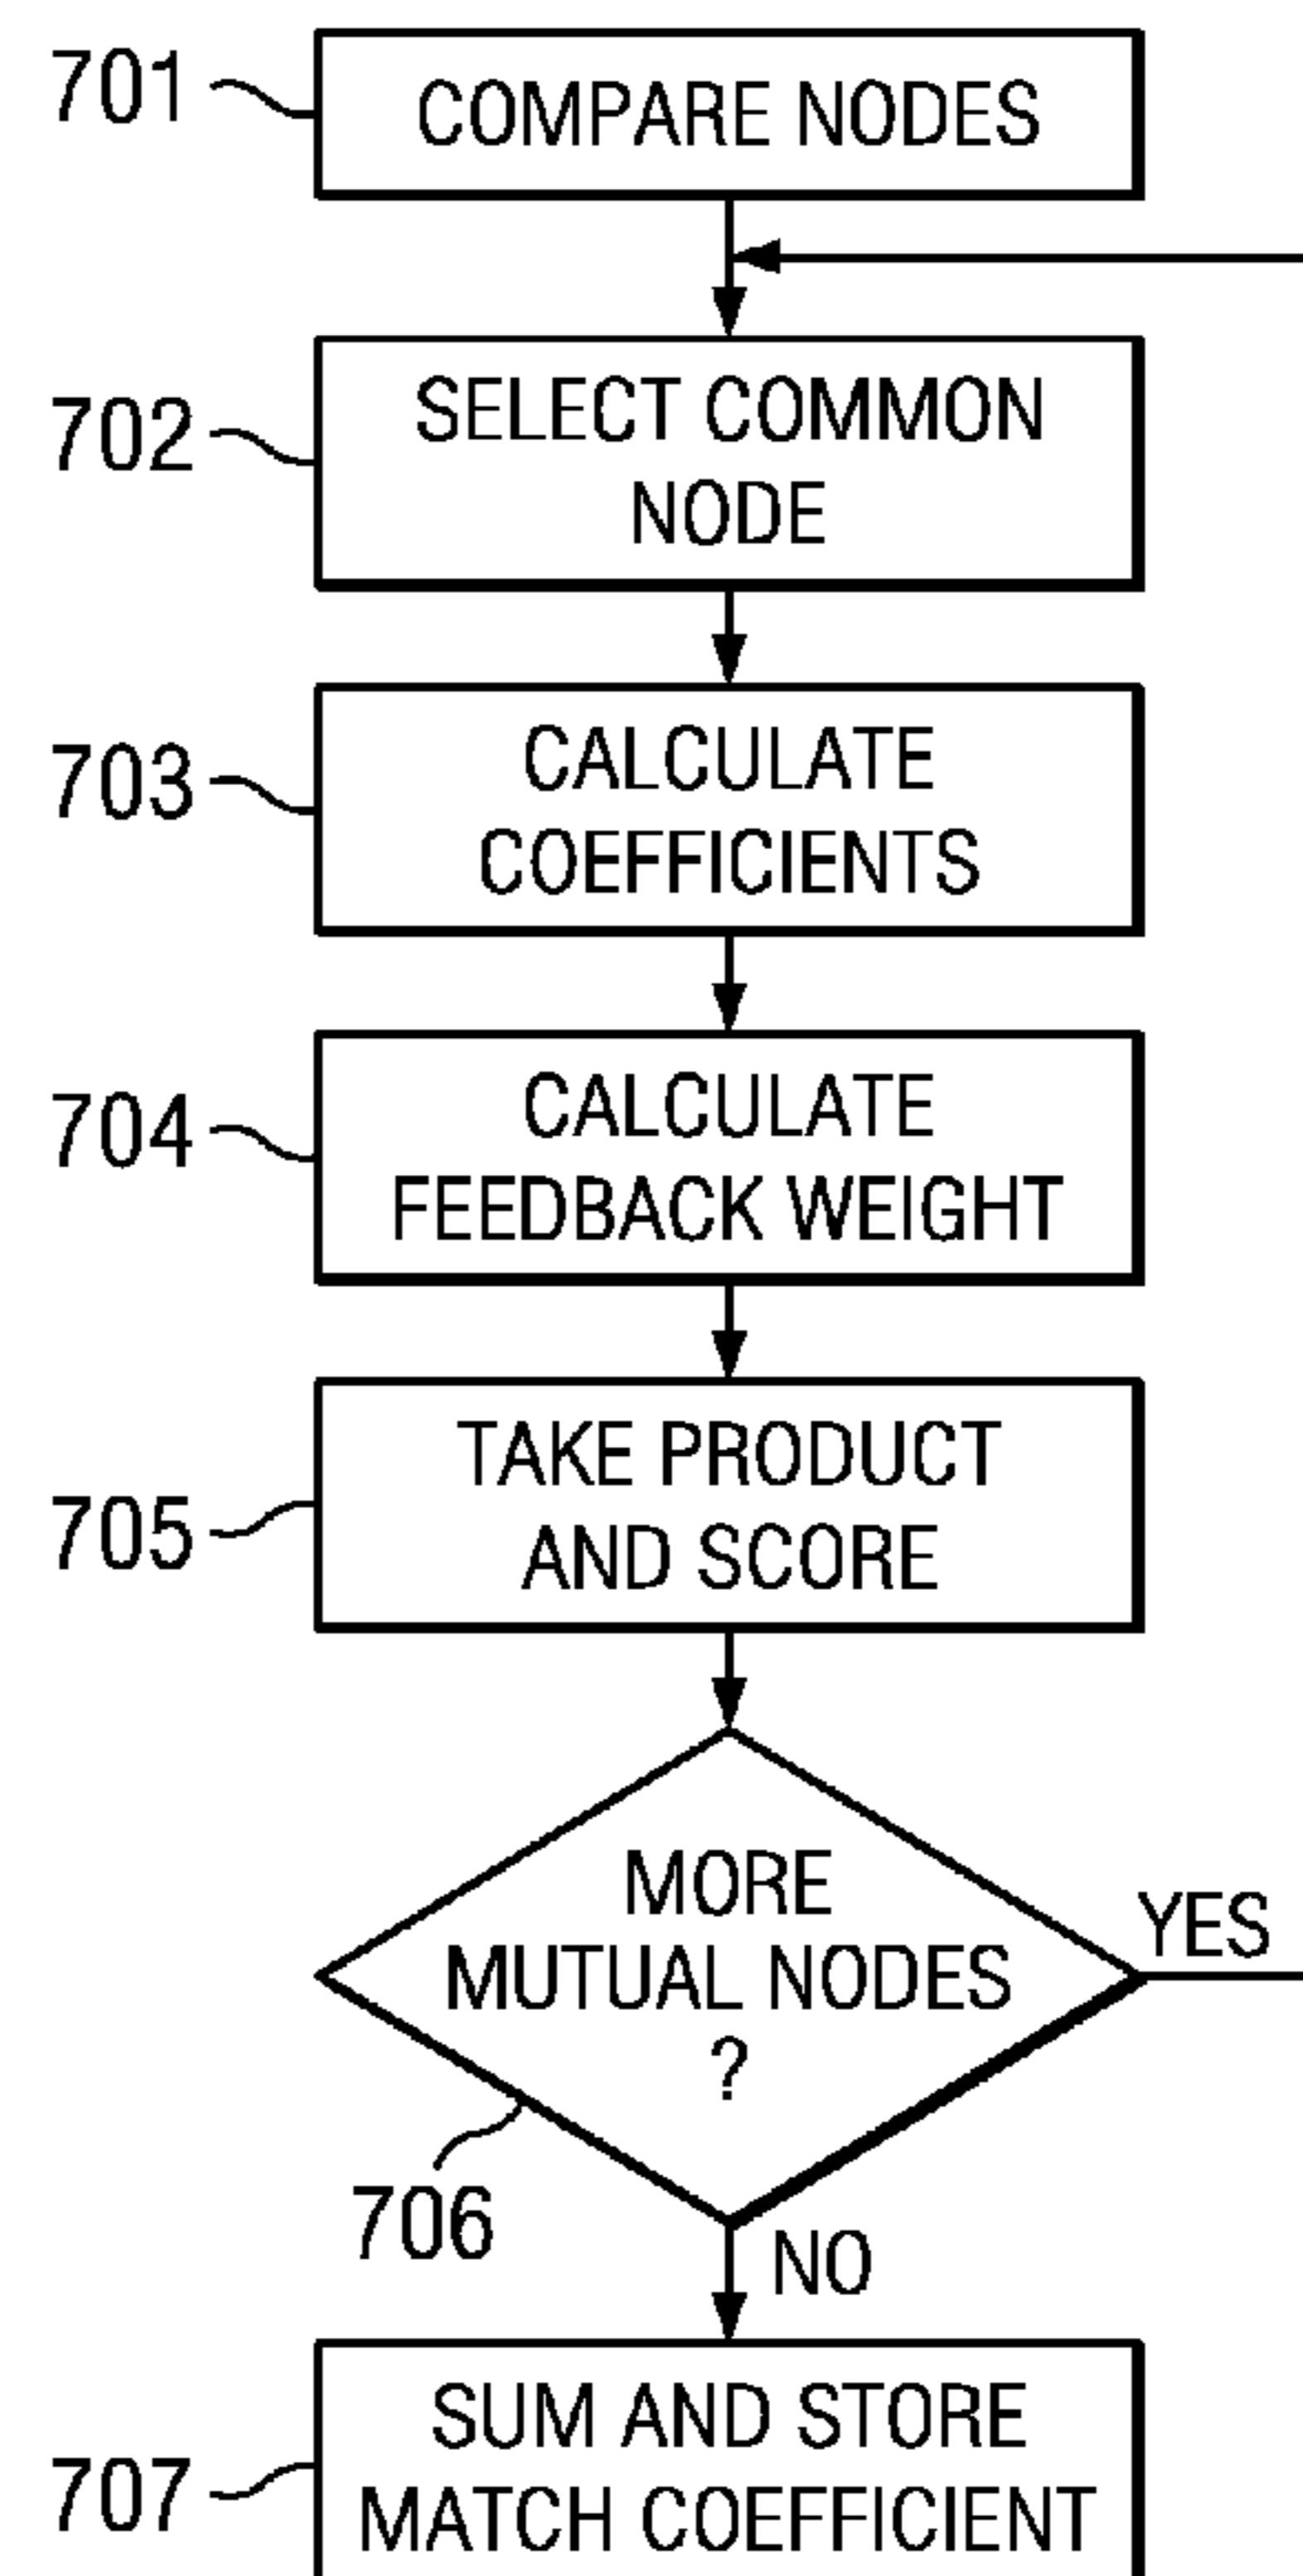 701
COMPARE NODES
702
SELECT COMMON
NODE
703
CALCULATE
COEFFICIENTS
704
CALCULATE
FEEDBACK WEIGHT
705
TAKE PRODUCT
AND SCORE
MORE
MUTUAL NODES
?
YES
706
NO
707
SUM AND STORE
MATCH COEFFICIENT